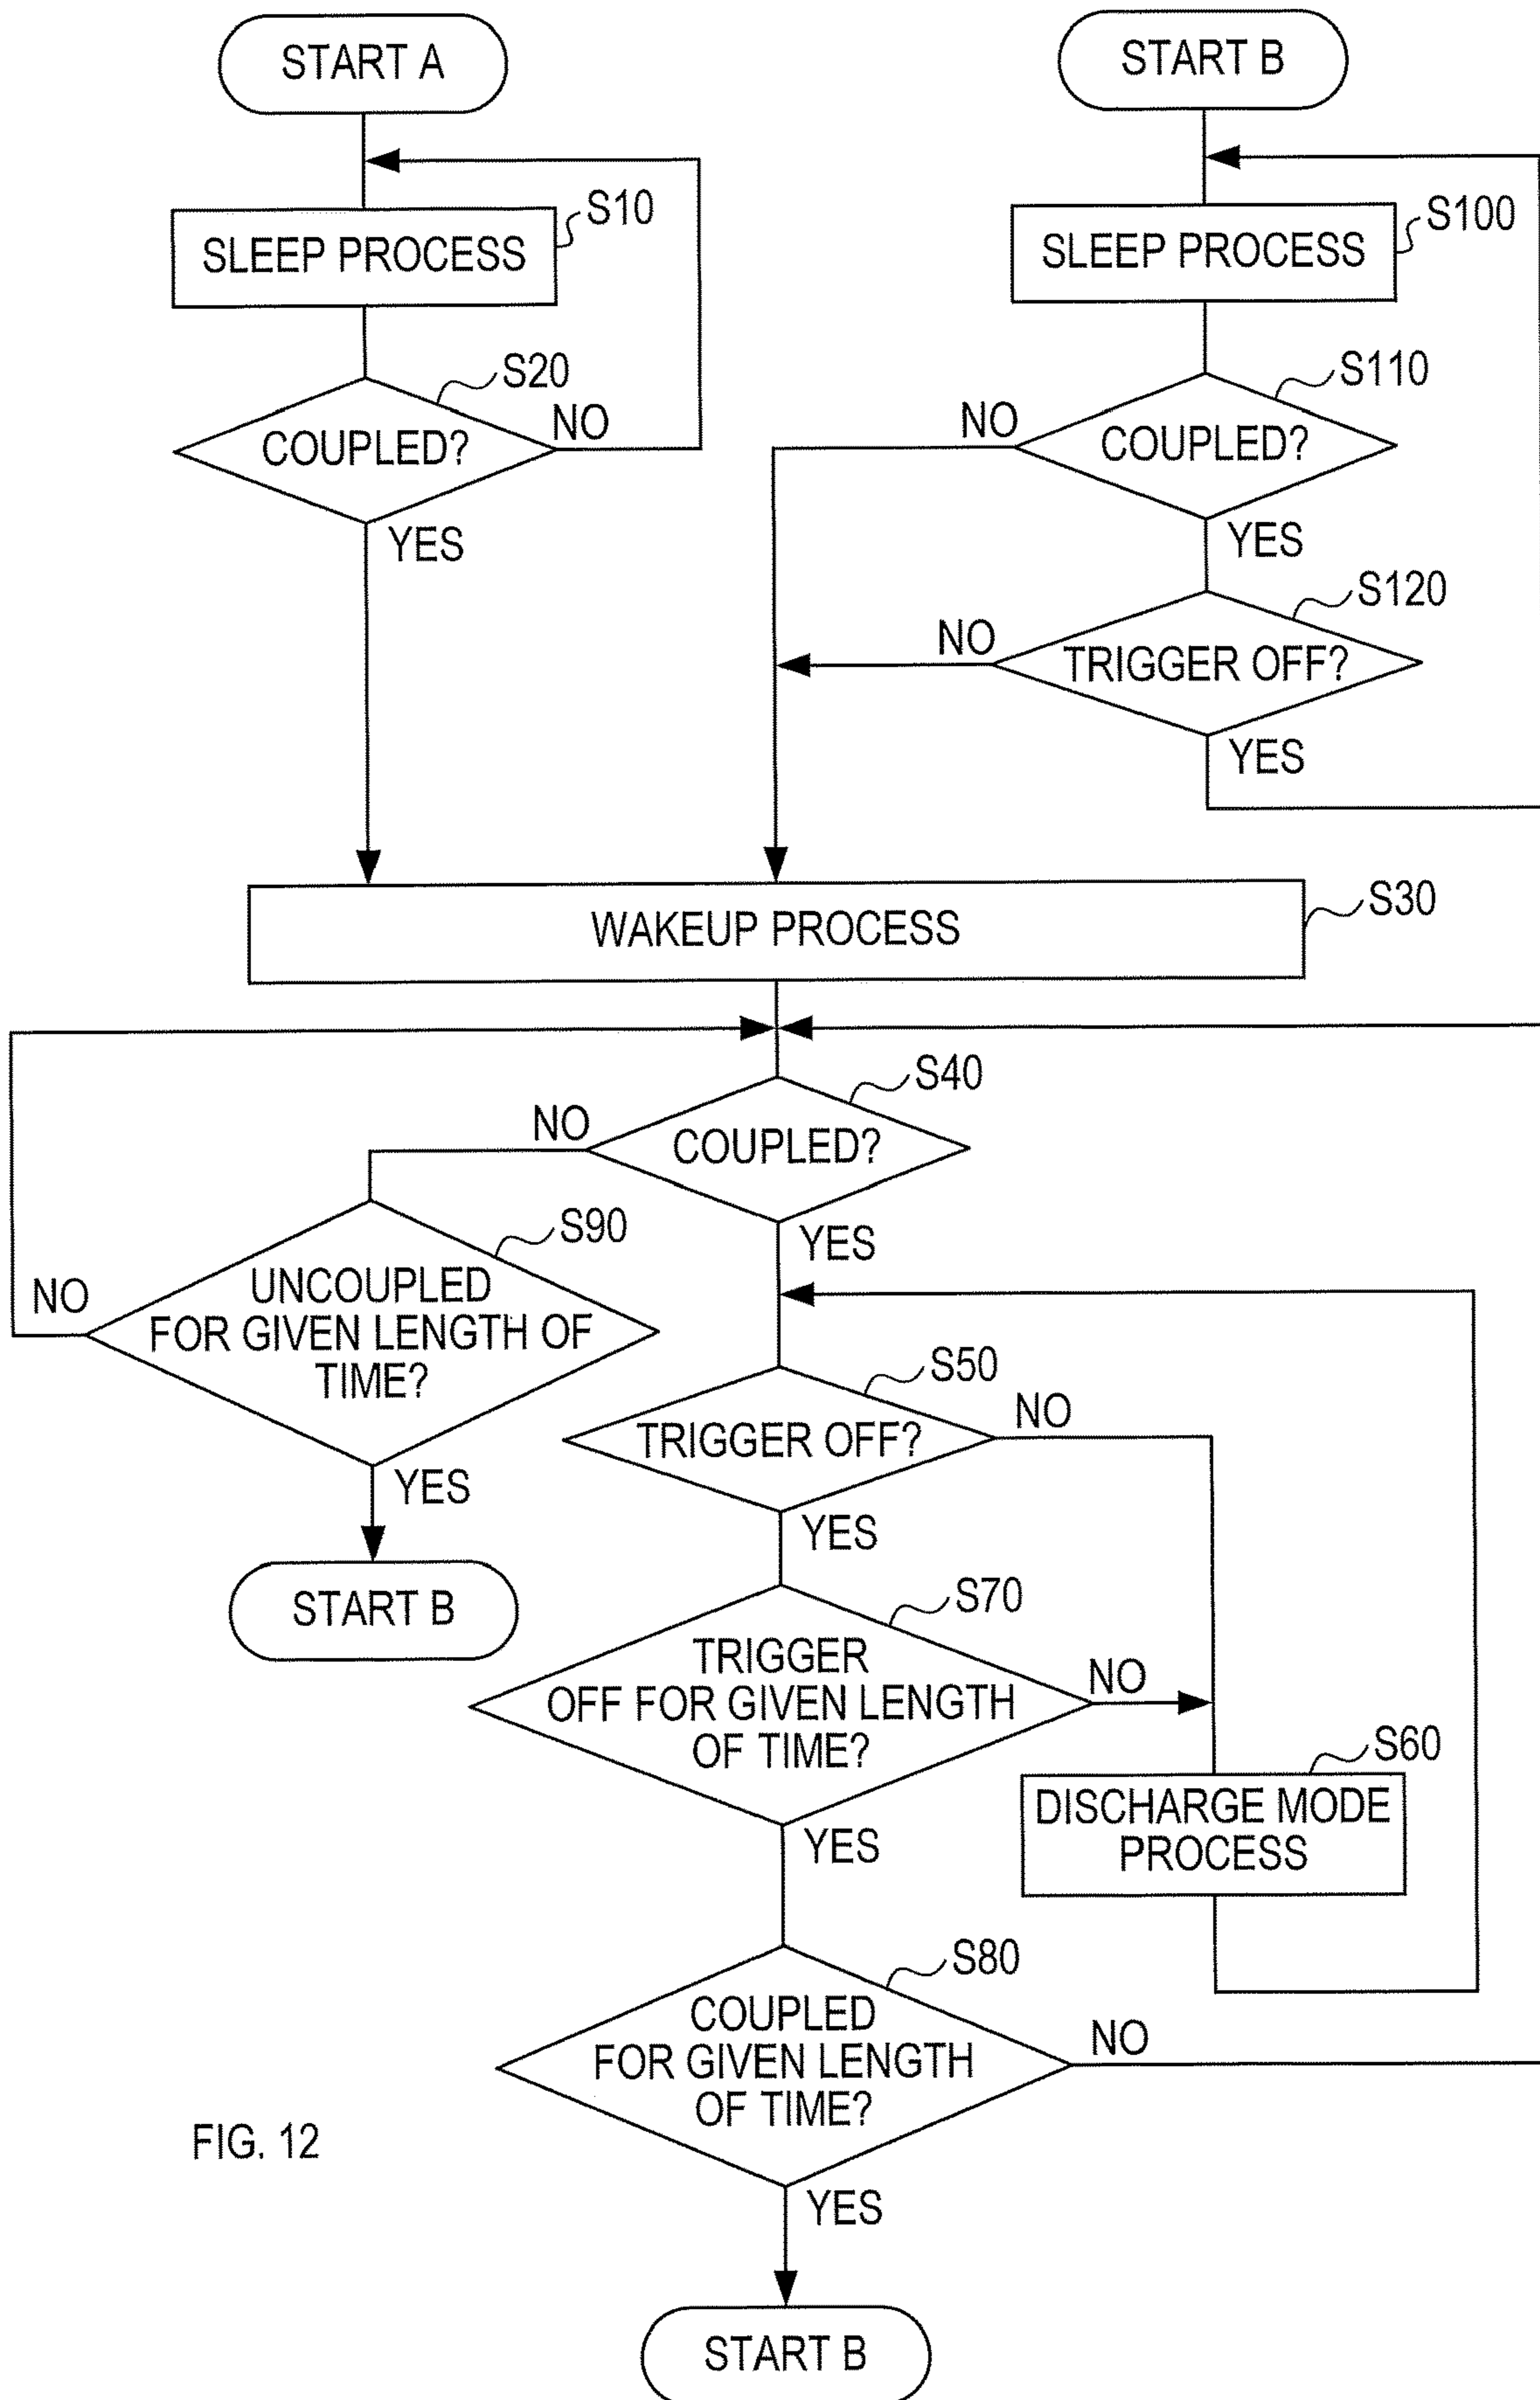 START A
START B
S10
SLEEP PROCESS
S100
SLEEP PROCESS
S20
COUPLED?
NO
YES
S110
NO
COUPLED?
YES
S120
NO
TRIGGER OFF?
YES
S30
WAKEUP PROCESS
S40
NO
COUPLED?
YES
S90
NO
UNCOUPLED
FOR GIVEN LENGTH OF
TIME?
YES
START B
S50
TRIGGER OFF?
NO
YES
S70
TRIGGER
OFF FOR GIVEN LENGTH
OF TIME?
NO
YES
S60
DISCHARGE MODE
PROCESS
S80
COUPLED
FOR GIVEN LENGTH
OF TIME?
NO
YES
FIG. 12
START B